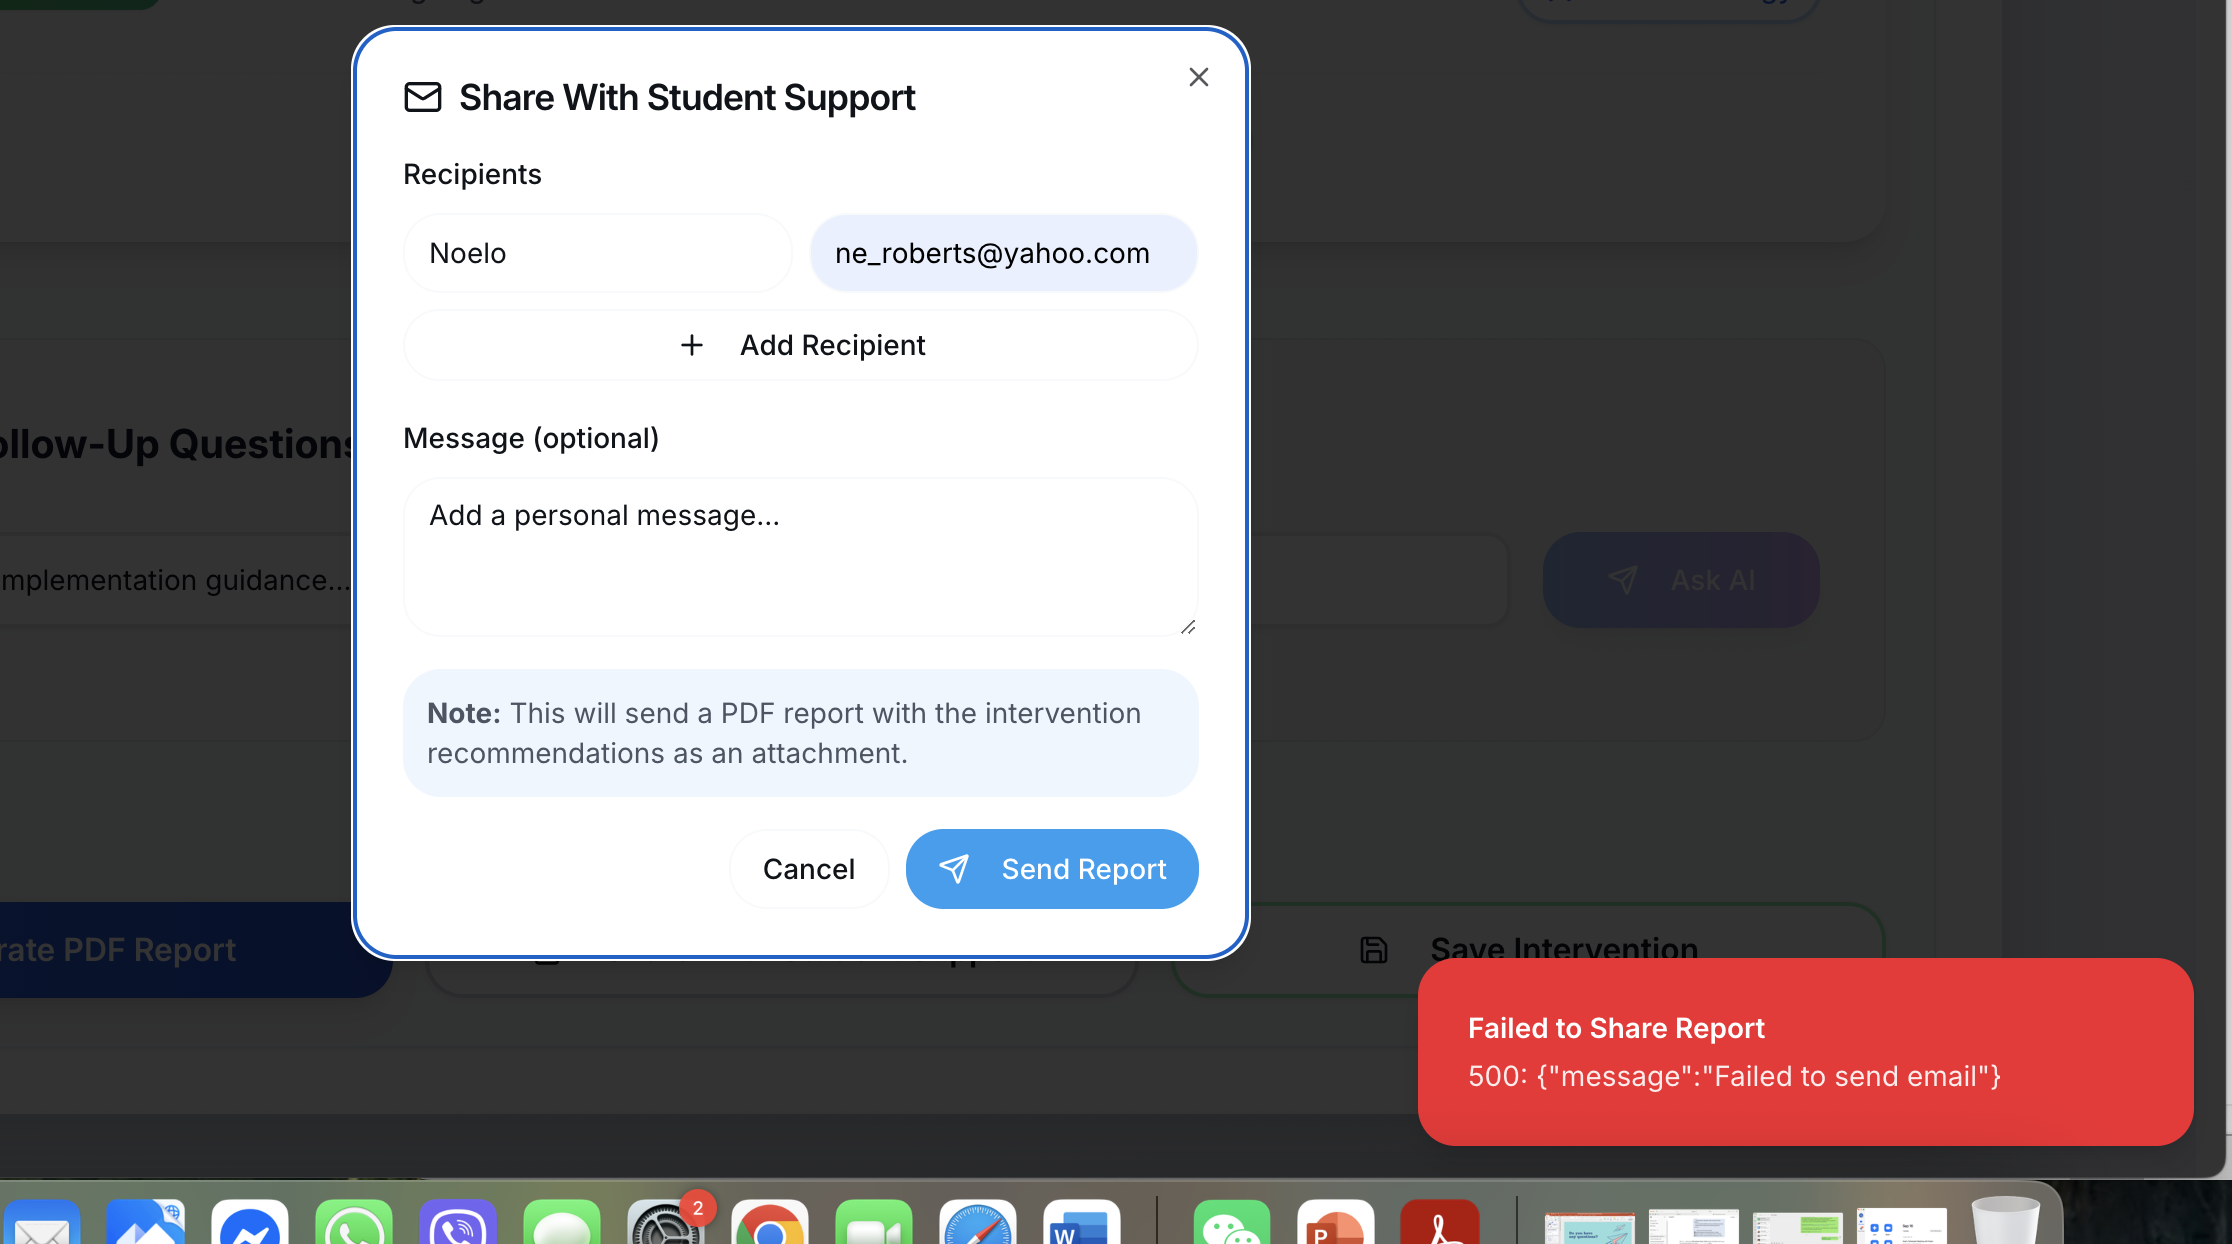 Share With Student Support
Recipients
Noelo
ne_roberts@yahoo.com
Add Recipient
Message (optional)
Add a personal message...
Note: This will send a PDF report with the intervention
recommendations as an attachment.
Cancel
Send Report
ollow-Up Questions
mplementation guidance...
Ask AI
rate PDF Report
Save Intervention
Failed to Share Report
500: {"message":"Failed to send email"}
2
W
P